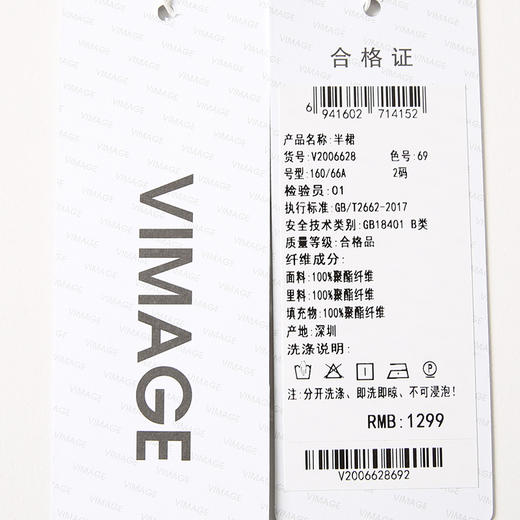 VIMAGE
合格证
6 941602 714152
产品名称:半裙
货号:V2006628 色号:69
号型:160/66A 2码
检验员:01
执行标准:GB/T2662-2017
安全技术类别:GB18401 B类
质量等级:合格品
纤维成分:
面料:100%聚酯纤维
里料:100%聚酯纤维
填充物:100%聚酯纤维
产地:深圳
洗涤说明:
注:分开洗涤、即洗即晾、不可浸泡!
RMB:1299
V2006628692